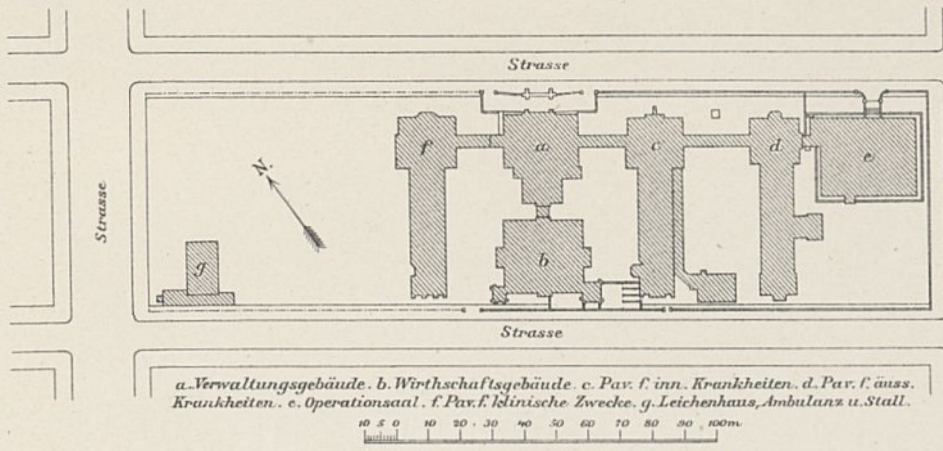 Strasse
f
a
c
d
e
N.
Strasse
g
b
Strasse
a. Verwaltungsgebäude. b. Wirthschaftsgebäude. c. Pav. f. inn. Krankheiten. d. Pav. f. äuss.
Krankheiten. e. Operationsaal. f. Pav. f. klinische Zwecke. g. Leichenhaus, Ambulanz u. Stall.
10 5 0 10 20 30 40 50 60 70 80 90 100m